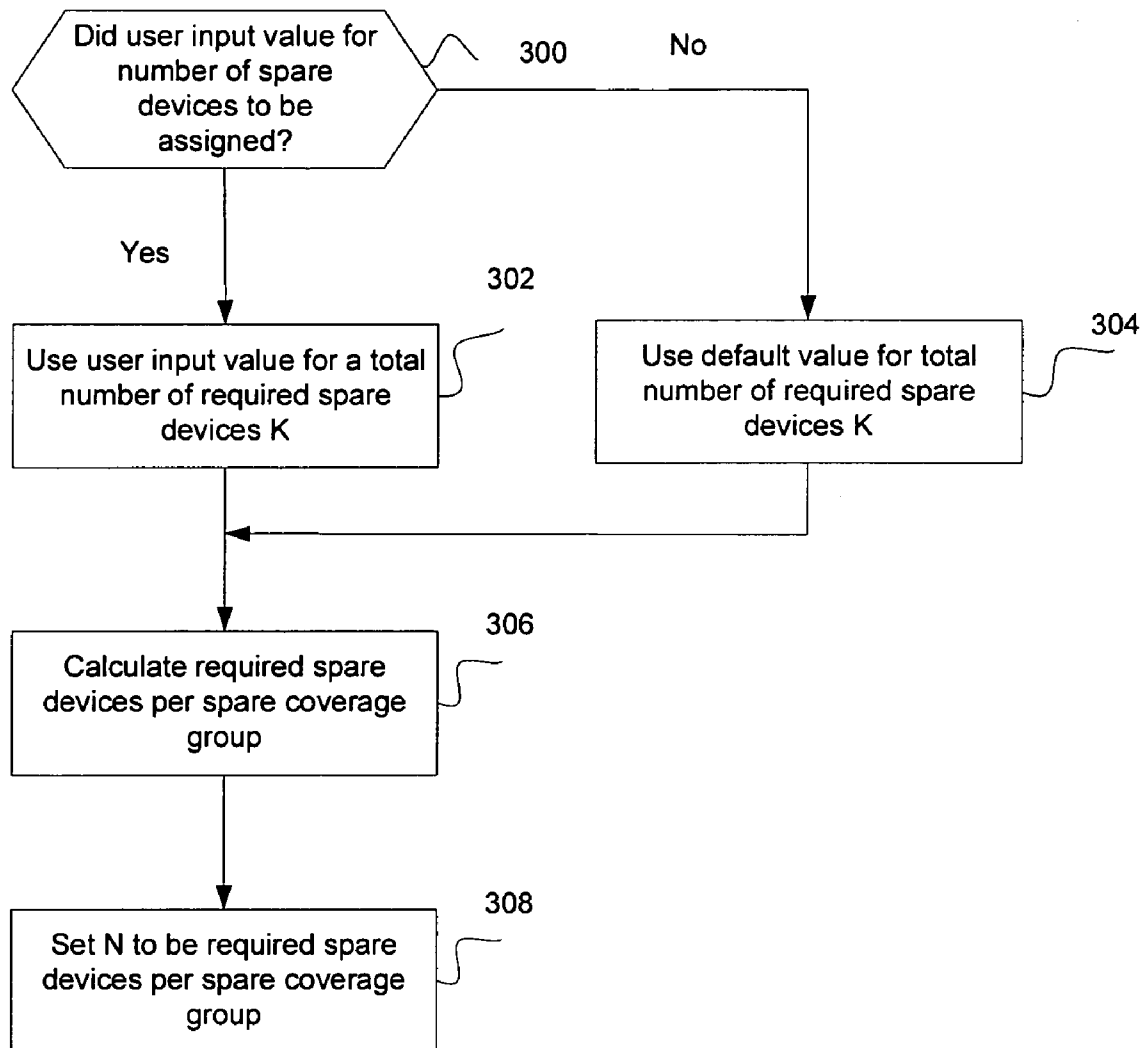 Did user input value for
number of spare
devices to be
assigned?
300
No
Yes
302
Use user input value for a total
number of required spare
devices K
304
Use default value for total
number of required spare
devices K
306
Calculate required spare
devices per spare coverage
group
308
Set N to be required spare
devices per spare coverage
group